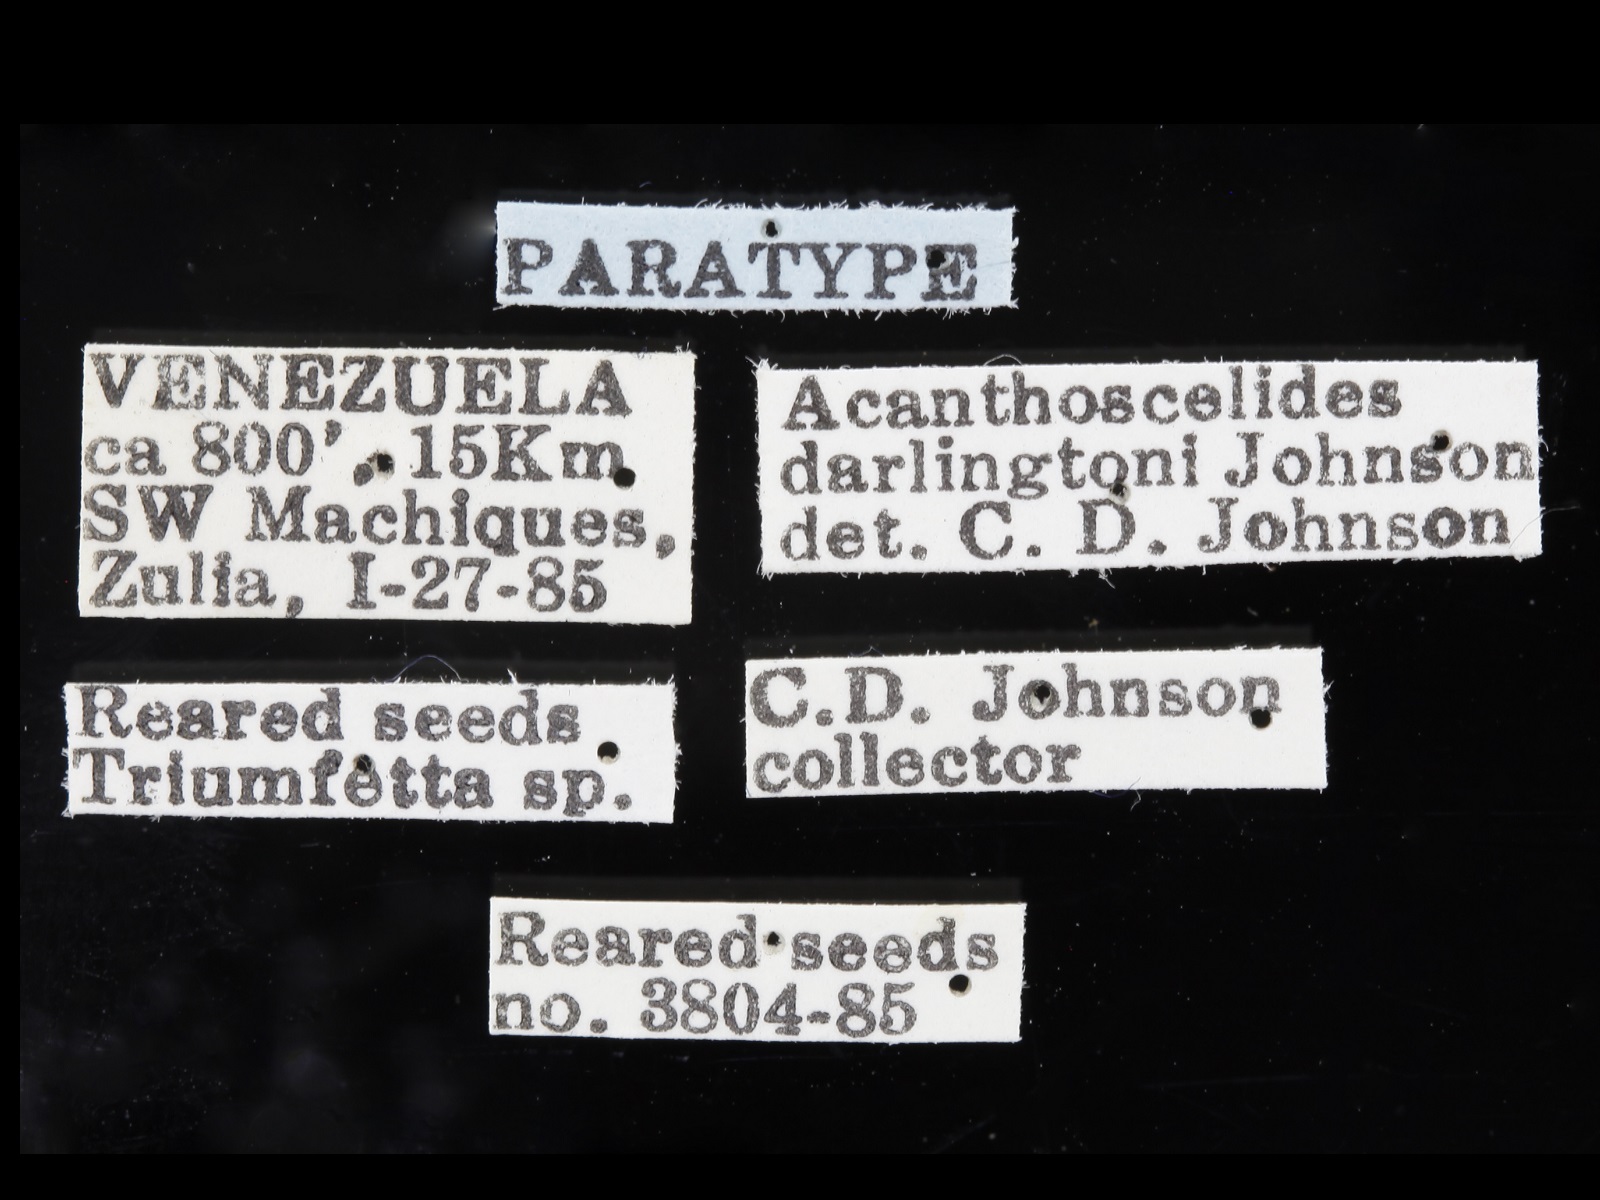 PARATYPE
VENEZUELA
ca 800', 15Km
SW Machiques,
Zulia, I-27-85
Acanthoscelides
darlingtoni Johnson
det. C. D. Johnson
Reared seeds
Triumfetta sp.
C.D. Johnson
collector
Reared seeds
no. 3804-85